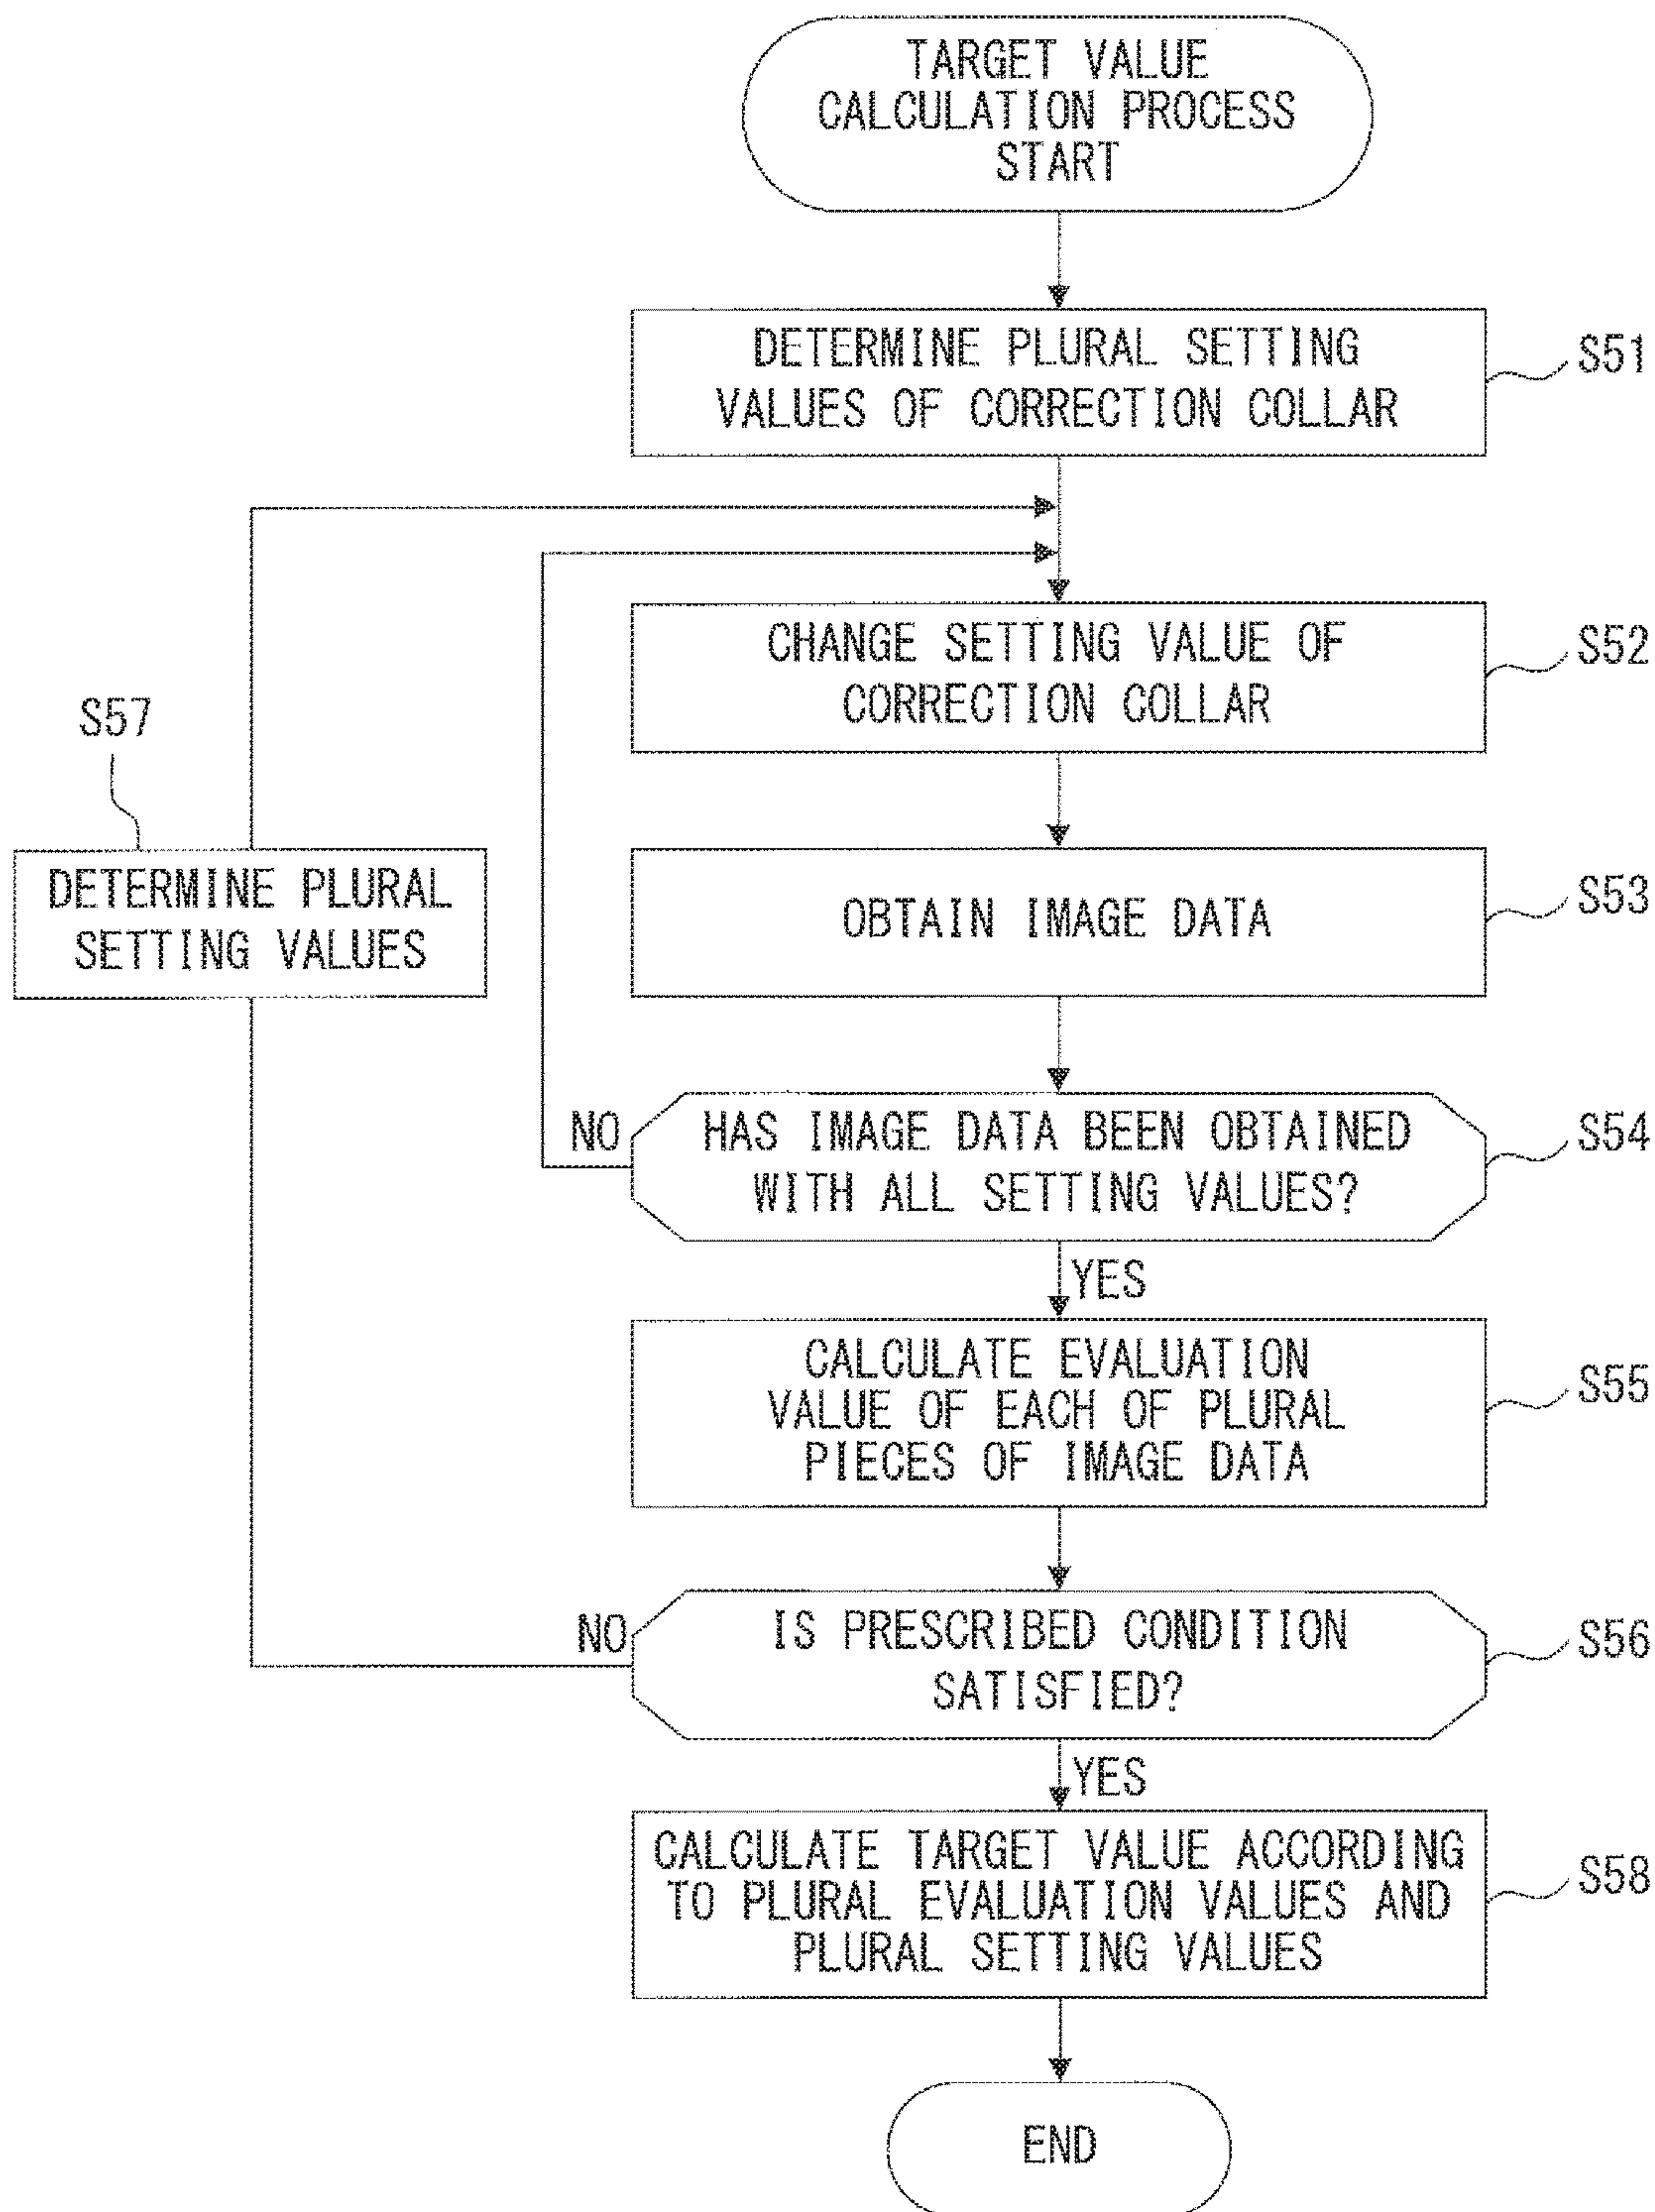 TARGET VALUE
CALCULATION PROCESS
START
DETERMINE PLURAL SETTING
VALUES OF CORRECTION COLLAR
S51
CHANGE SETTING VALUE OF
CORRECTION COLLAR
S52
S57
DETERMINE PLURAL
SETTING VALUES
OBTAIN IMAGE DATA
S53
NO
HAS IMAGE DATA BEEN OBTAINED
WITH ALL SETTING VALUES?
S54
YES
CALCULATE EVALUATION
VALUE OF EACH OF PLURAL
PIECES OF IMAGE DATA
S55
NO
IS PRESCRIBED CONDITION
SATISFIED?
S56
YES
CALCULATE TARGET VALUE ACCORDING
TO PLURAL EVALUATION VALUES AND
PLURAL SETTING VALUES
S58
END